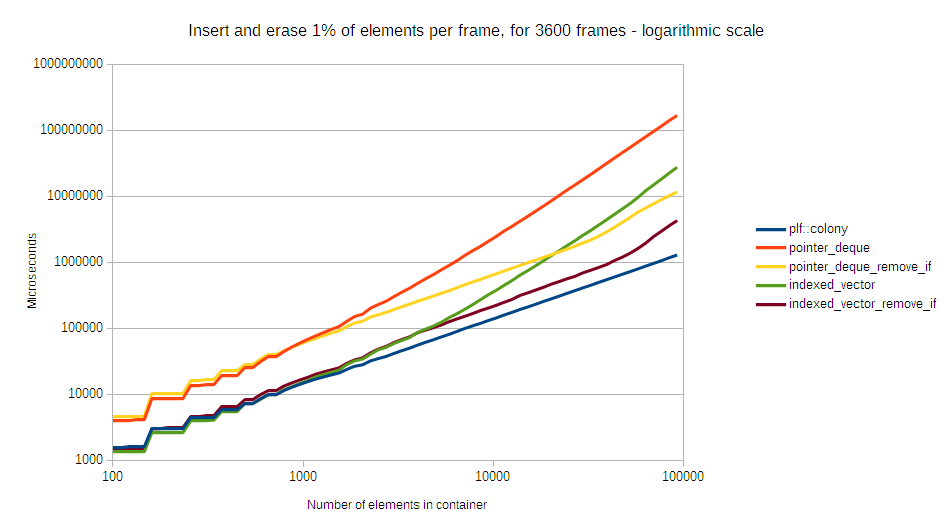 Insert and erase 1% of elements per frame, for 3600 frames - logarithmic scale
1000000000
100000000
10000000
1000000
100000
10000
1000
Microseconds
100 1000 10000 100000
Number of elements in container
plf::colony
pointer_deque
pointer_deque_remove_if
indexed_vector
indexed_vector_remove_if